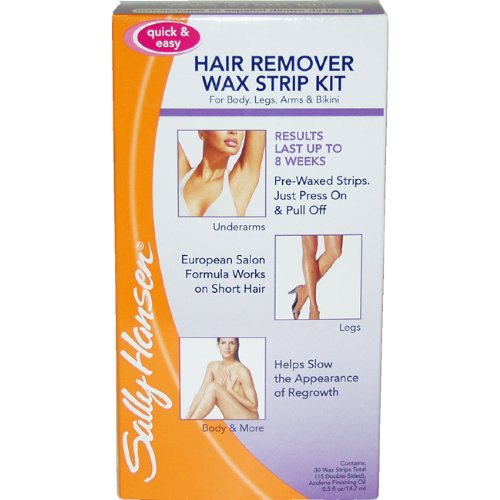 quick &
easy
HAIR REMOVER
WAX STRIP KIT
For Body, Legs, Arms & Bikini
RESULTS
LAST UP TO
8 WEEKS
Pre-Waxed Strips.
Just Press On
& Pull Off
Underarms
European Salon
Formula Works
on Short Hair
Legs
Helps Slow
the Appearance
of Regrowth
Body & More
Sally Hansen®
Contains:
30 Wax Strips Total
(15 Double-Sided),
Azulene Finishing Oil
0.5 fl oz/14.7 ml